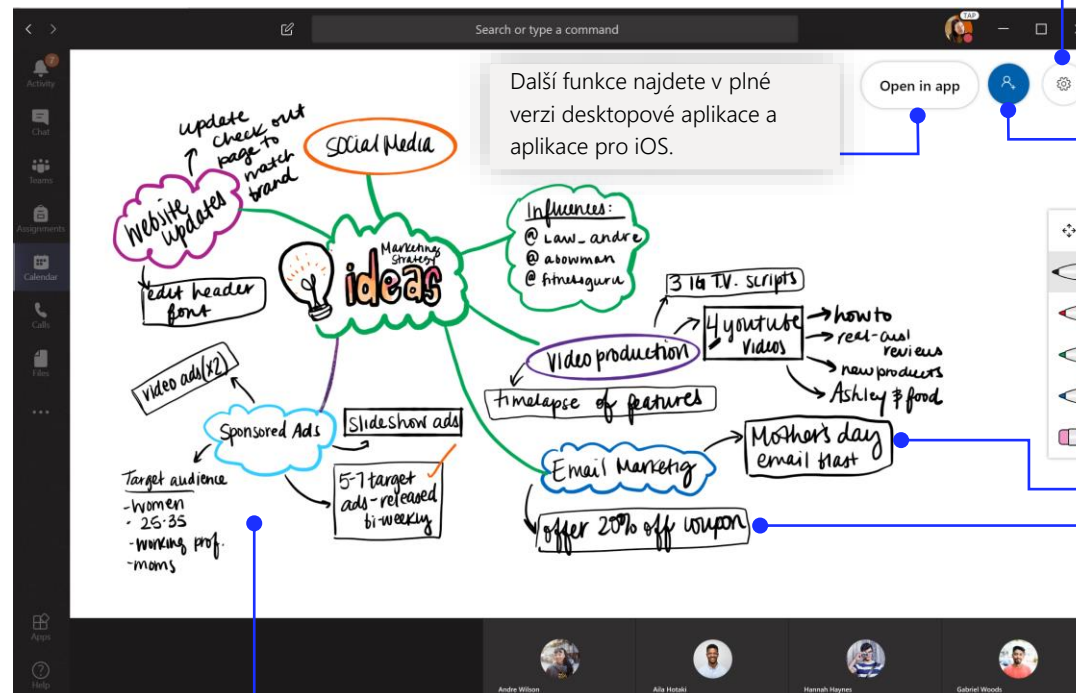 Search or type a command
TAP
2
Activity
Chat
Teams
Assignments
Calendar
Calls
Files
Apps
Help
Další funkce najdete v plné
verzi desktopové aplikace a
aplikace pro iOS.
Open in app
update
check out
page to
match
brand
Social Media
Website
updates
edit header
font
Marketing
Strategy
ideas
Influences:
@ Law_andre
@ abowman
@ fitnessguru
3 IG T.V. scripts
4 youtube
videos
how to
reviews
new products
Ashley & food
Video production
timelapse of features
video ads(x2)
Sponsored Ads
Slideshow ads
5-7 target
ads-released
bi-weekly
Target audience
-women
- 25-35
-working prof.
-moms
Email Marketig
Mother's day
email blast
offer 20% off coupon
Andre Wilson
Aila Hotaki
Hannah Haynes
Gabriel Woods